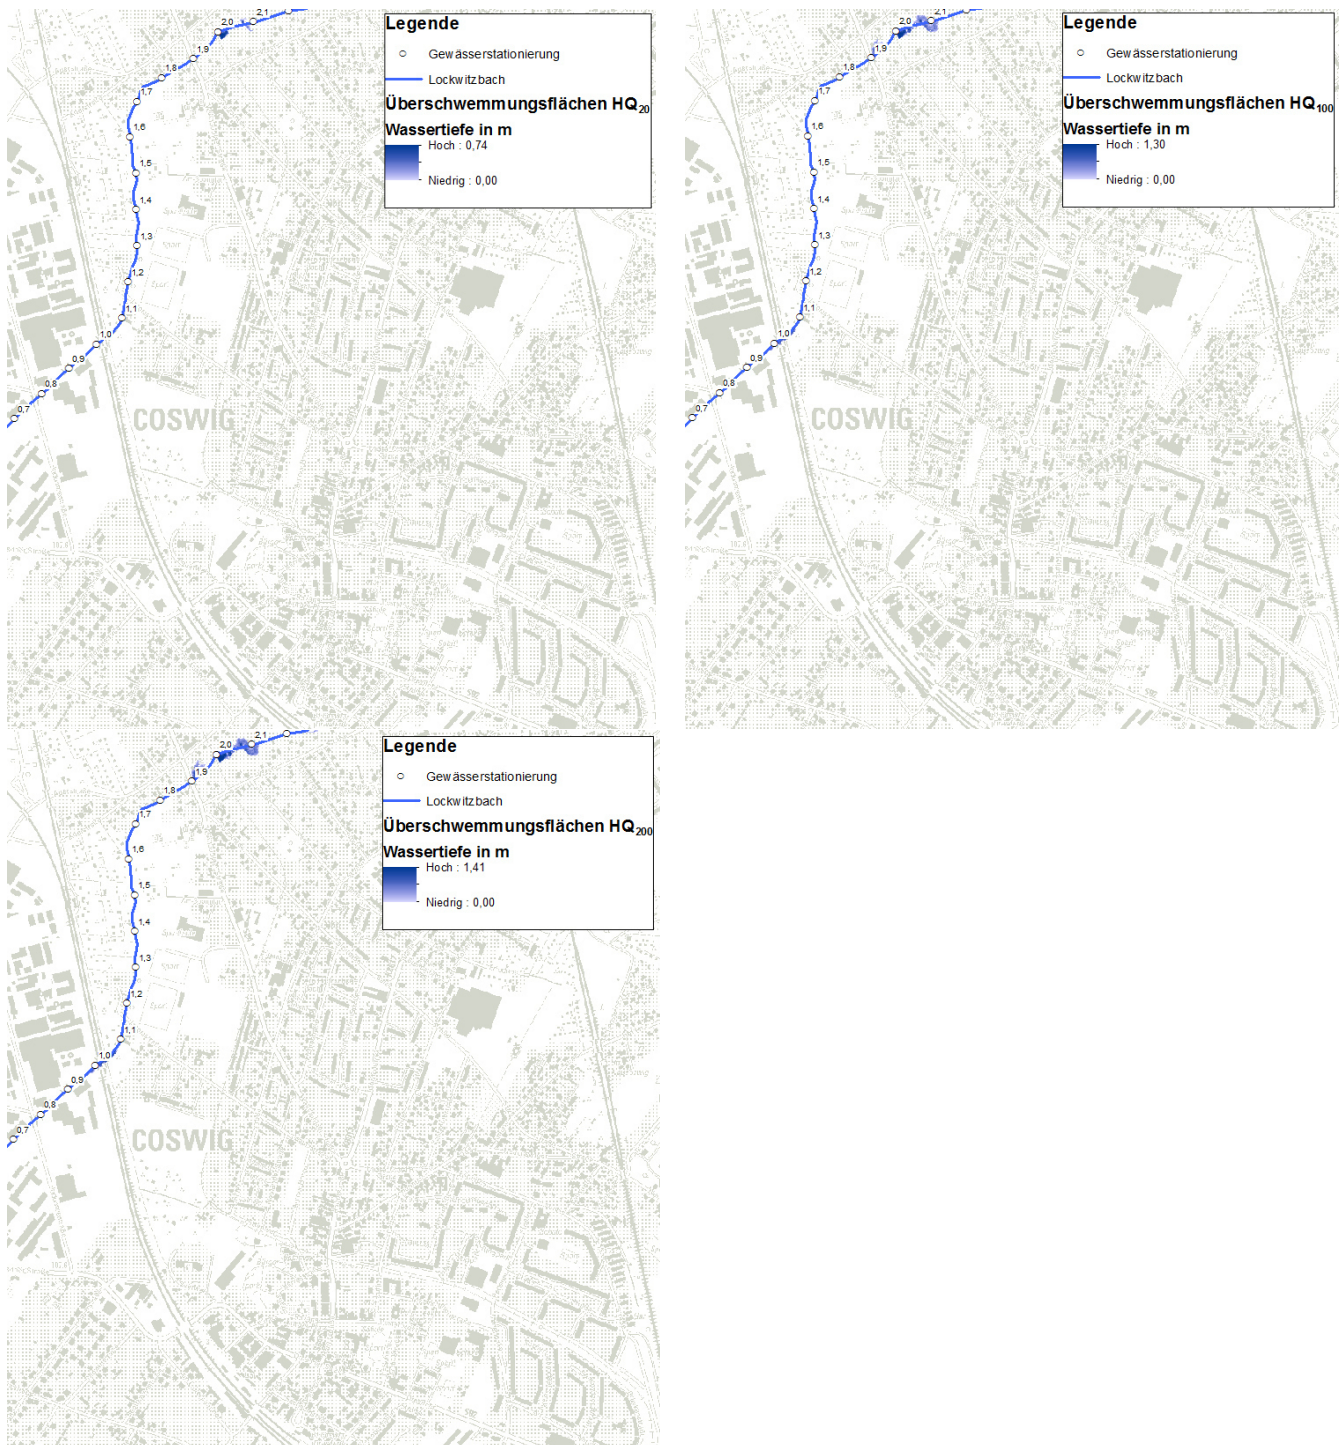 Legende
Gewässerstationierung
Lockwitzbach
Überschwemmungsflächen HQ20
Wassertiefe in m
Hoch : 0,74
Niedrig : 0,00
2,1
2,0
1,9
1,8
1,7
1,6
1,5
1,4
1,3
1,2
1,1
1,0
0,9
0,8
0,7
COSWIG
Legende
Gewässerstationierung
Lockwitzbach
Überschwemmungsflächen HQ100
Wassertiefe in m
Hoch : 1,30
Niedrig : 0,00
2,1
2,0
1,9
1,8
1,7
1,6
1,5
1,4
1,3
1,2
1,1
1,0
0,9
0,8
0,7
COSWIG
Legende
Gewässerstationierung
Lockwitzbach
Überschwemmungsflächen HQ200
Wassertiefe in m
Hoch : 1,41
Niedrig : 0,00
2,1
2,0
1,9
1,8
1,7
1,6
1,5
1,4
1,3
1,2
1,1
1,0
0,9
0,8
0,7
COSWIG